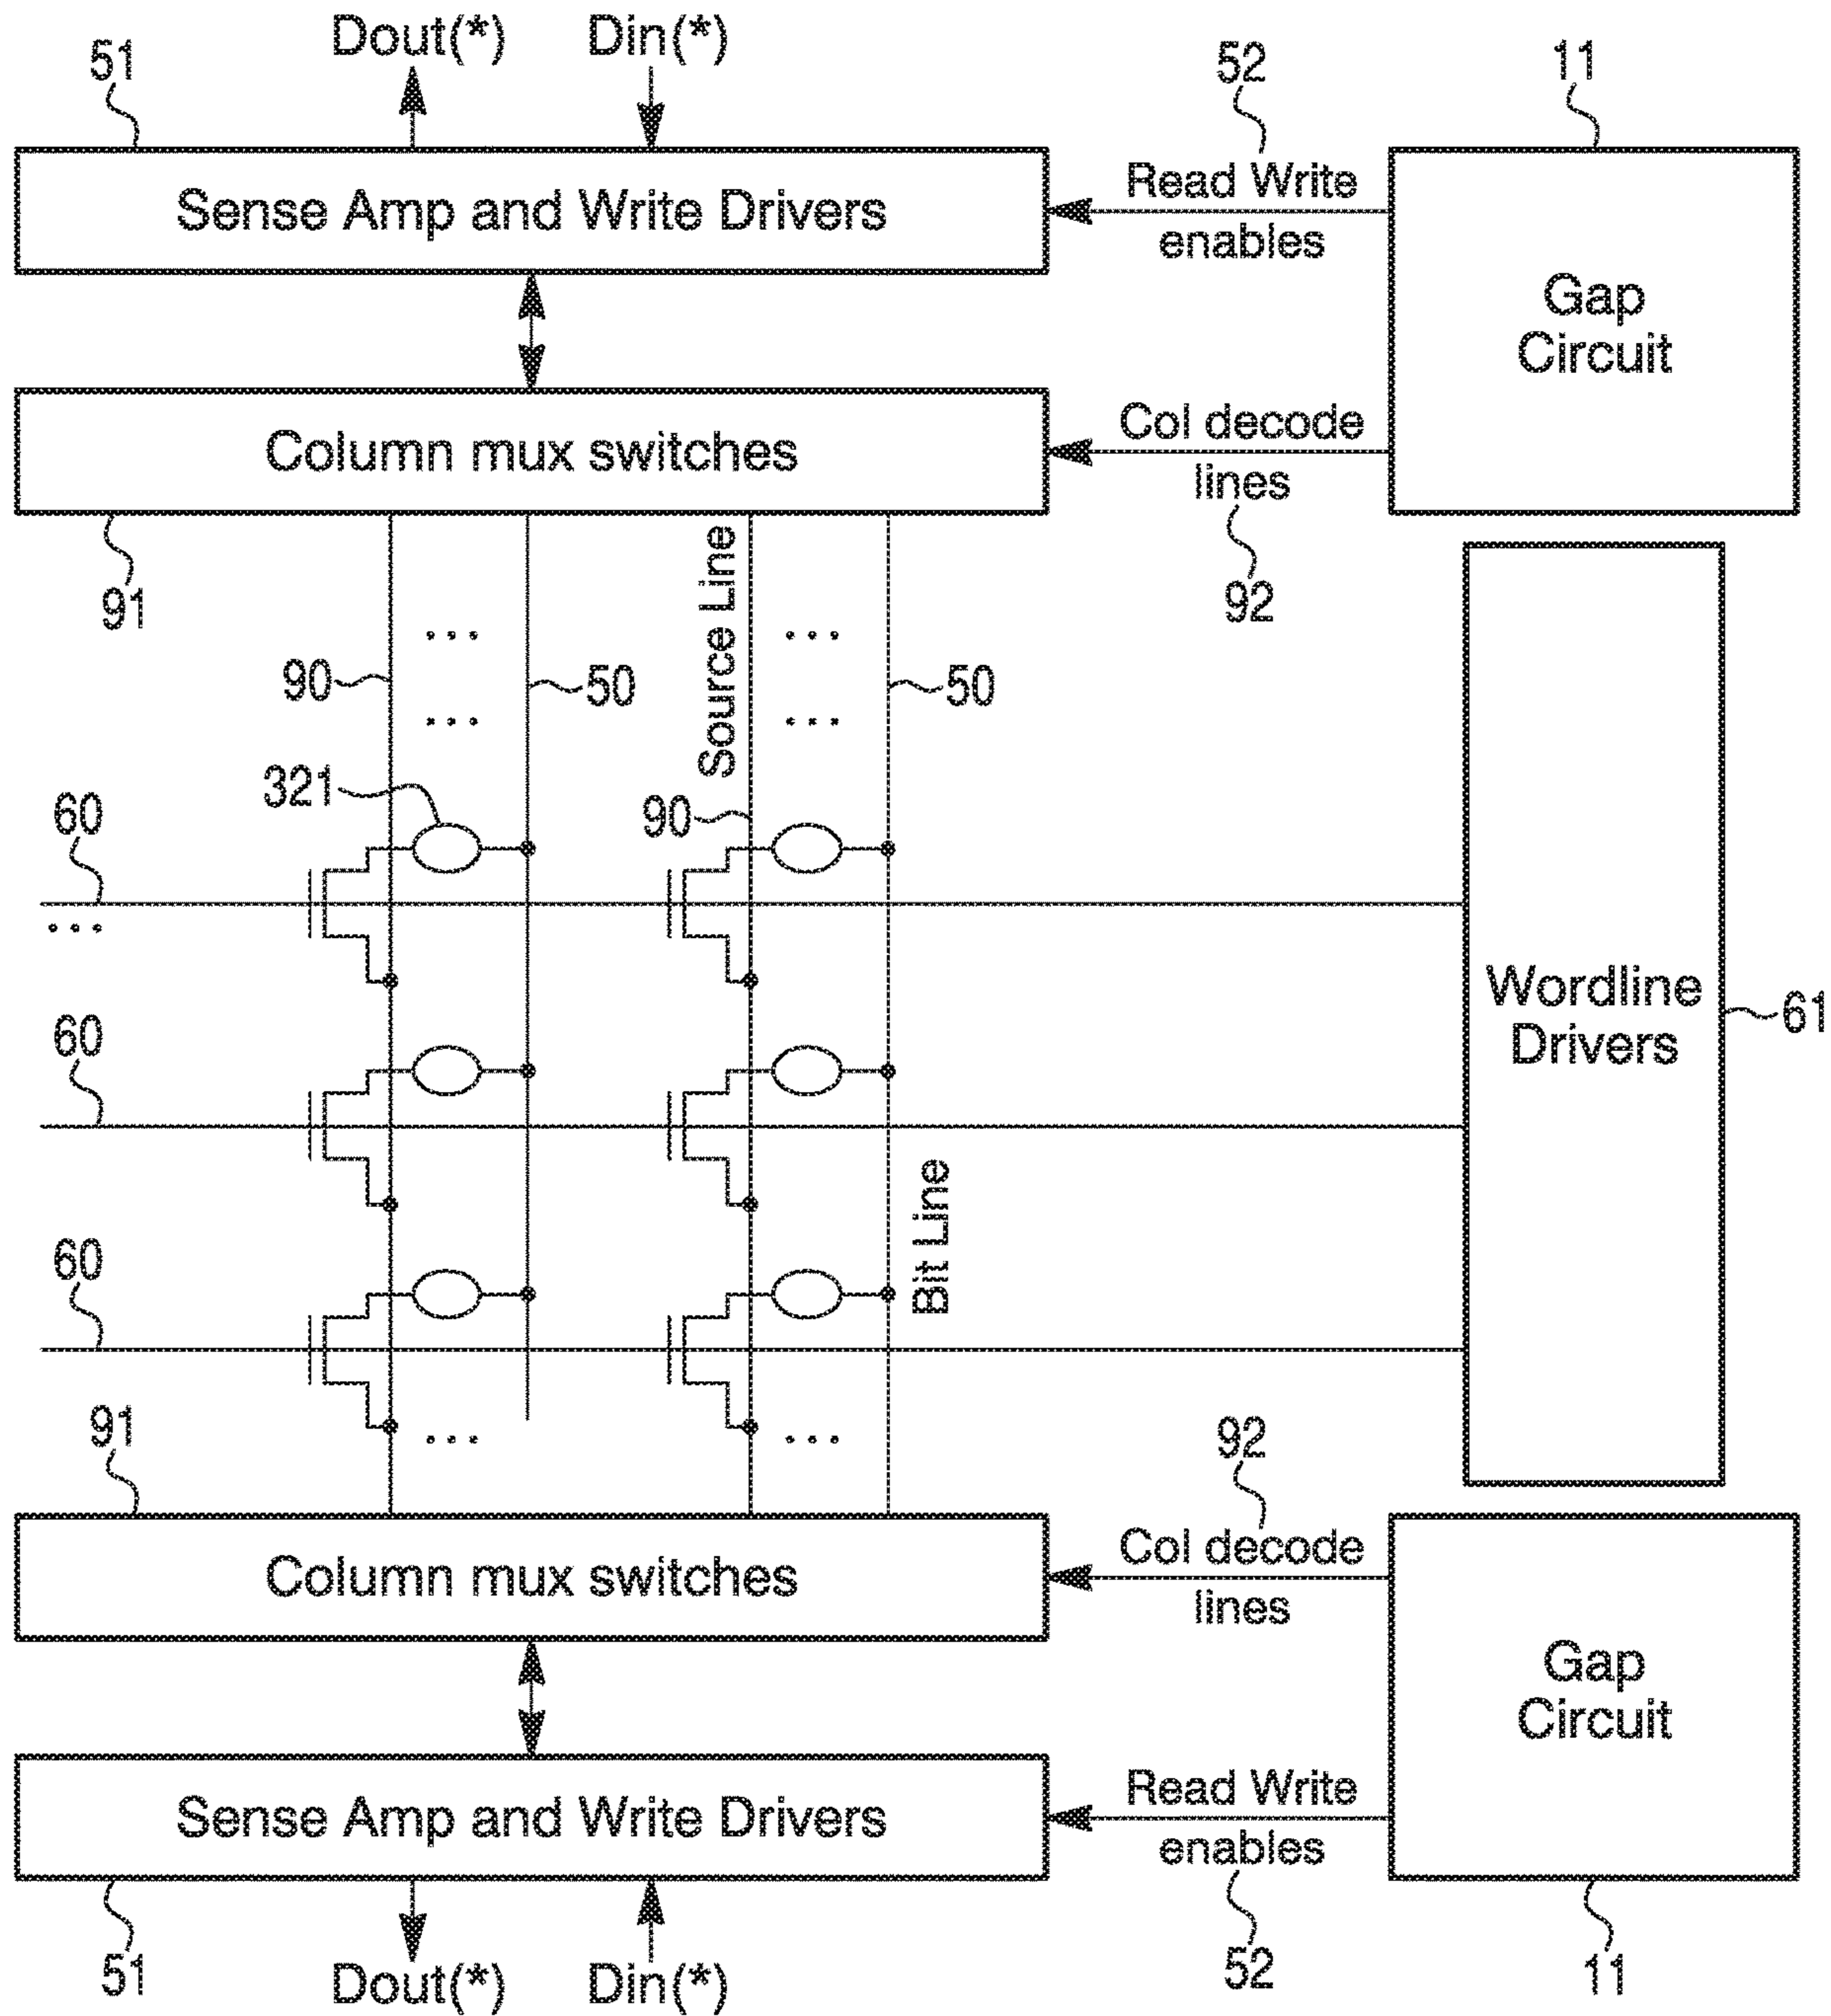 Dout(*) Din(*)
51 52 11
Sense Amp and Write Drivers
Read Write
enables
Gap
Circuit
Column mux switches
Col decode
lines
91 92
Source Line
90 50 50
321
60 90
Wordline
Drivers
61
60
Bit Line
60
91 92
Column mux switches
Col decode
lines
Gap
Circuit
Sense Amp and Write Drivers
Read Write
enables
51 52 11
Dout(*) Din(*)